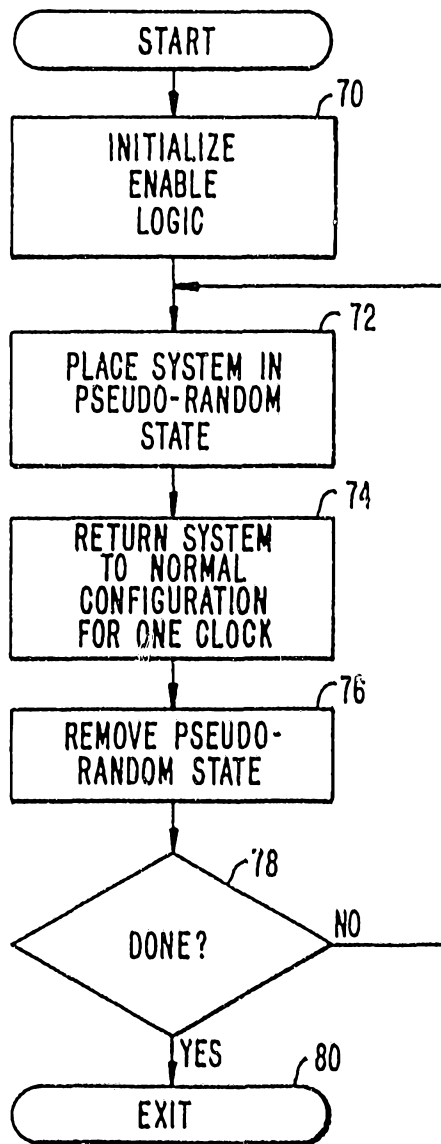 START
70
INITIALIZE
ENABLE
LOGIC
72
PLACE SYSTEM IN
PSEUDO-RANDOM
STATE
74
RETURN SYSTEM
TO NORMAL
CONFIGURATION
FOR ONE CLOCK
76
REMOVE PSEUDO-
RANDOM STATE
78
DONE?
NO
YES
80
EXIT